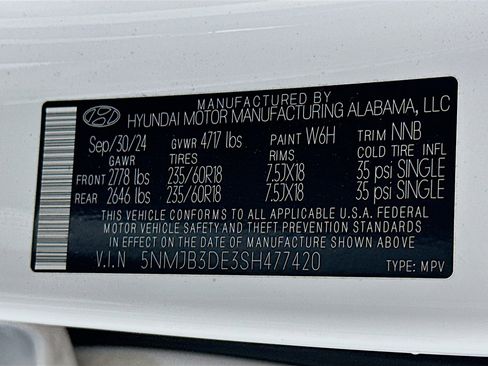 MANUFACTURED BY
HYUNDAI MOTOR MANUFACTURING ALABAMA, LLC
Sep/30/24 GVWR 4717 lbs PAINT W6H TRIM NNB
GAWR TIRES RIMS COLD TIRE INFL
FRONT 2778 lbs 235/60R18 7.5JX18 35 psi SINGLE
REAR 2646 lbs 235/60R18 7.5JX18 35 psi SINGLE
THIS VEHICLE CONFORMS TO ALL APPLICABLE U.S.A. FEDERAL
MOTOR VEHICLE SAFETY AND THEFT PREVENTION STANDARDS
IN EFFECT ON THE DATE OF MANUFACTURE SHOWN ABOVE.
V.I.N 5NMJB3DE3SH477420 TYPE: MPV